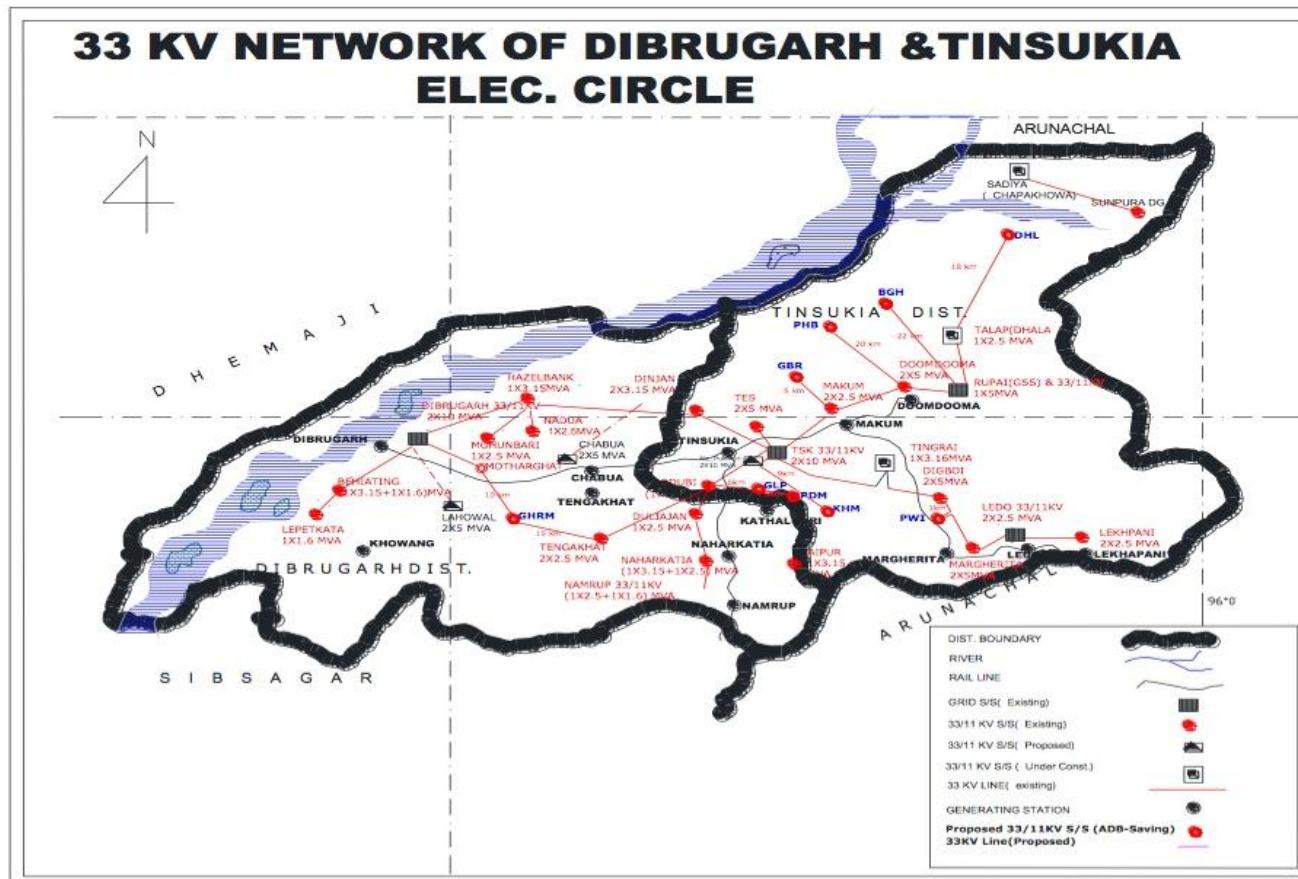 33 KV NETWORK OF DIBRUGARH &TINSUKIA
ELEC. CIRCLE
N
ARUNACHAL
SADIYA
( CHAPAKHOWA)
SUNPURA DG
DHL
18 km
BGH
TINSUKIA DIST.
PHB
20 km
22 km
TALAP(DHALA
1X2.5 MVA
DHEMAJI
HAZELBANK
1X3.15MVA
DINJAN
2X3.15 MVA
GBR
5 km
DOOMDOOMA
2X5 MVA
RUPAI(GSS) & 33/11KV
1X5MVA
DIBRUGARH 33/11KV
2X10 MVA
TES
2X5 MVA
MAKUM
2X2.5 MVA
DOOMDOOMA
NADUA
1X2.5MVA
MAKUM
DIBRUGARH
MOHUNBARI
1X2.5 MVA
MOTHARGHAT
CHABUA
2X5 MVA
TINSUKIA
2X10 MVA
TSK 33/11KV
2X10 MVA
TINGRAI
1X3.16MVA
DIGBOI
2X5MVA
BEHIATING
(1X3.15+1X1.6)MVA
CHABUA
TENGAKHAT
9km
GLP
PDM
LEPETKATA
1X1.6 MVA
LAHOWAL
2X5 MVA
10 km
GHRM
DULIAJAN
1X2.5 MVA
KHM
PWI
LEDO 33/11KV
2X2.5 MVA
LEKHPANI
2X2.5 MVA
KHOWANG
TENGAKHAT
2X2.5 MVA
NAHARKATIA
MARGHERITA
LEKHAPANI
DIBRUGARHDIST.
NAHARKATIA
(1X3.15+1X2.5) MVA
MARGHERITA
2X5MVA
NAMRUP 33/11KV
(1X2.5+1X1.6) MVA
NAMRUP
ARUNACHAL
96°0
SIBSAGAR
DIST. BOUNDARY
RIVER
RAIL LINE
GRID S/S( Existing)
33/11 KV S/S( Existing)
33/11 KV S/S( Proposed)
33/11 KV S/S ( Under Const.)
33 KV LINE( existing)
GENERATING STATION
Proposed 33/11KV S/S (ADB-Saving)
33KV Line(Proposed)